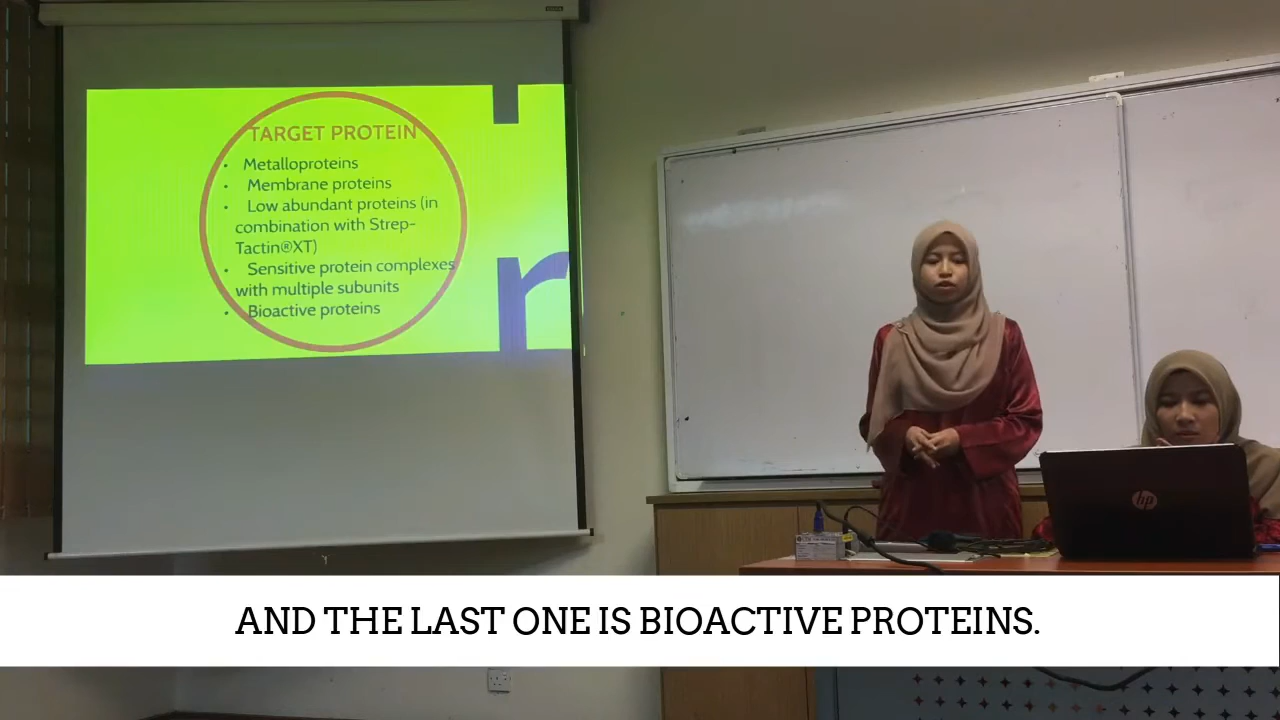 TARGET PROTEIN
• Metalloproteins
• Membrane proteins
• Low abundant proteins (in
combination with Strep-
Tactin®XT)
• Sensitive protein complexes
with multiple subunits
• Bioactive proteins
r
hp
AND THE LAST ONE IS BIOACTIVE PROTEINS.